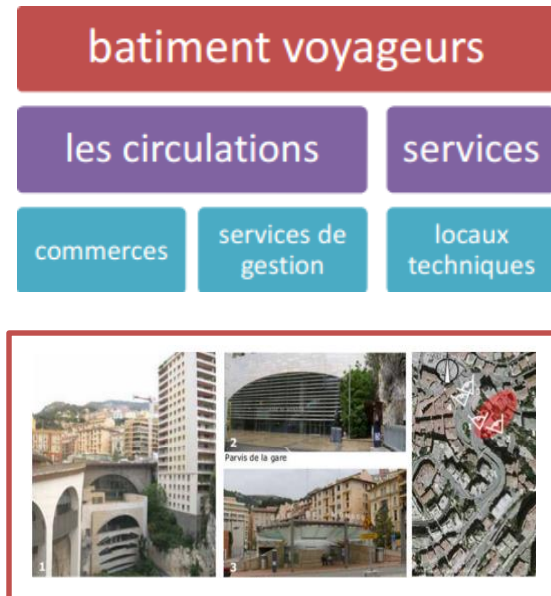 batiment voyageurs
les circulations
services
commerces
services de
gestion
locaux
techniques
1
2
Parvis de la gare
3